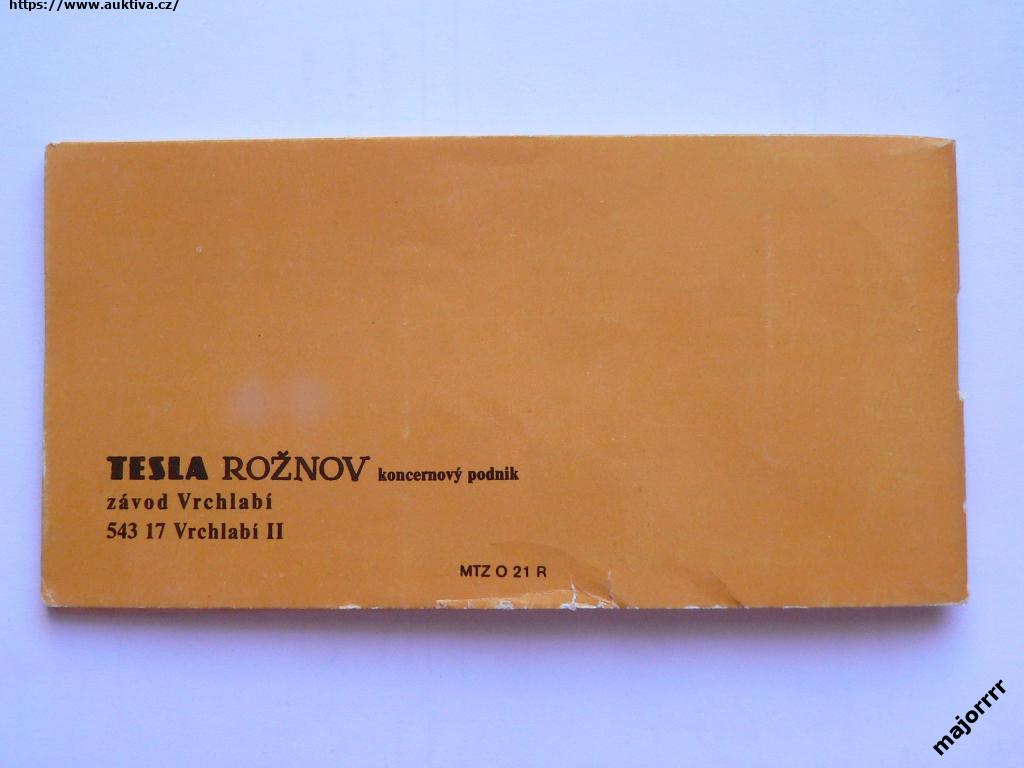 https://www.auktiva.cz/
TESLA ROŽNOV koncernový podnik
závod Vrchlabí
543 17 Vrchlabí II
MTZ O 21 R
majorrrr